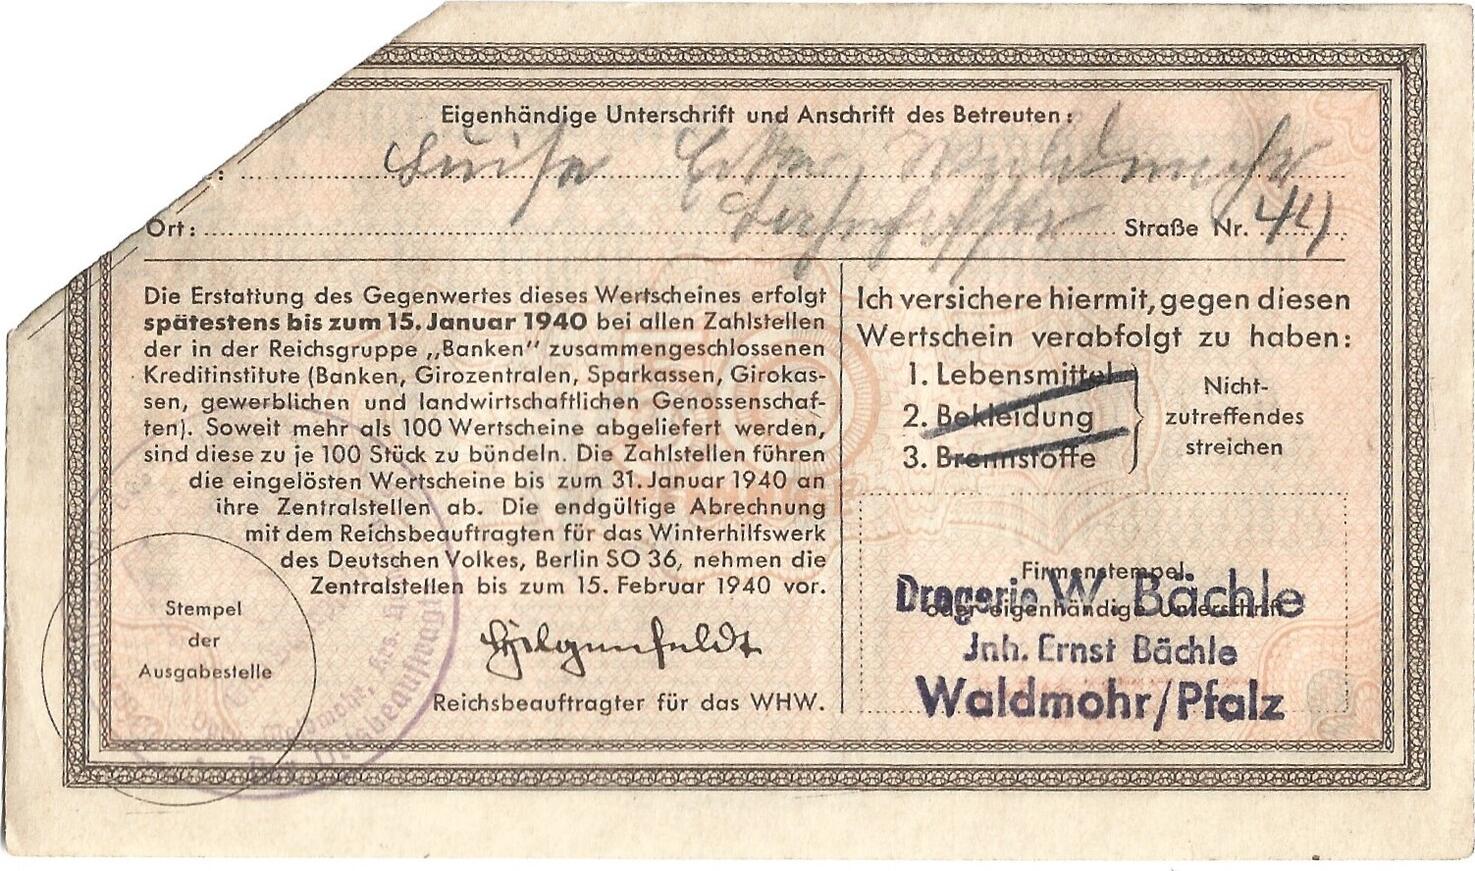 Eigenhändige Unterschrift und Anschrift des Betreuten:
Luise
Ort: Straße Nr. 44
Die Erstattung des Gegenwertes dieses Wertscheines erfolgt
spätestens bis zum 15. Januar 1940 bei allen Zahlstellen
der in der Reichsgruppe „Banken" zusammengeschlossenen
Kreditinstitute (Banken, Girozentralen, Sparkassen, Girokas-
sen, gewerblichen und landwirtschaftlichen Genossenschaf-
ten). Soweit mehr als 100 Wertscheine abgeliefert werden,
sind diese zu je 100 Stück zu bündeln. Die Zahlstellen führen
die eingelösten Wertscheine bis zum 31. Januar 1940 an
ihre Zentralstellen ab. Die endgültige Abrechnung
mit dem Reichsbeauftragten für das Winterhilfswerk
des Deutschen Volkes, Berlin SO 36, nehmen die
Zentralstellen bis zum 15. Februar 1940 vor.
Hilgenfeldt
Reichsbeauftragter für das WHW.
Stempel
der
Ausgabestelle
Ich versichere hiermit, gegen diesen
Wertschein verabfolgt zu haben:
1. Lebensmittel
2. Bekleidung
3. Brennstoffe
Nicht-
zutreffendes
streichen
Firmenstempel
oder eigenhändige Unterschrift
Drogerie W. Bächle
Jnh. Ernst Bächle
Waldmohr/Pfalz